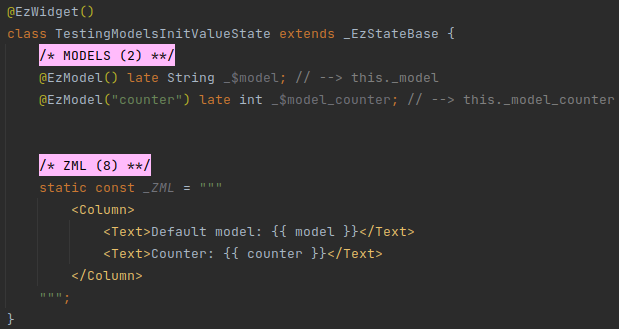 @EzWidget()
class TestingModelsInitValueState extends _EzStateBase {
/* MODELS (2) **/
@EzModel() late String _$model; // --> this._model
@EzModel("counter") late int _$model_counter; // --> this._model_counter
/* ZML (8) **/
static const _ZML = """
<Column>
<Text>Default model: {{ model }}</Text>
<Text>Counter: {{ counter }}</Text>
</Column>
""";
}